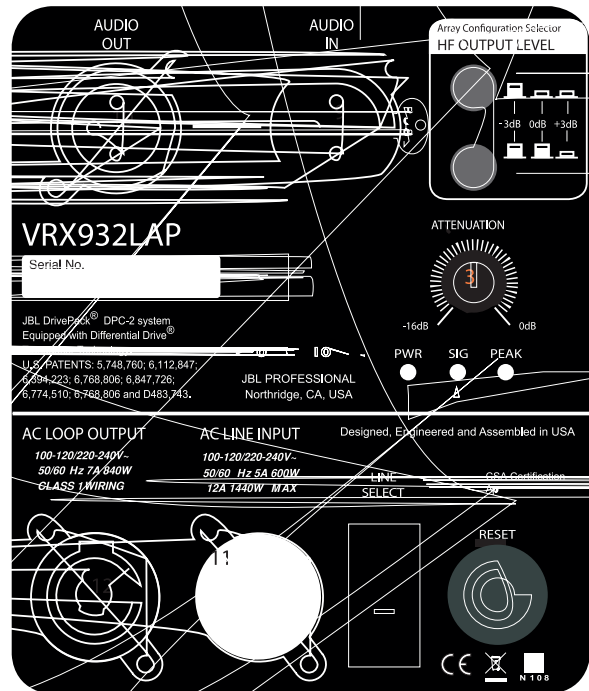 AUDIO OUT
AUDIO IN
Array Configuration Selector
HF OUTPUT LEVEL
-3dB 0dB +3dB
VRX932LAP
Serial No.
ATTENUATION
3
-16dB 0dB
JBL DrivePack® DPC-2 system
Equipped with Differential Drive®
U.S. PATENTS: 5,748,760; 6,112,847;
6,394,223; 6,768,806; 6,847,726;
6,774,510; 6,768,806 and D483,743.
JBL PROFESSIONAL
Northridge, CA, USA
PWR SIG PEAK
AC LOOP OUTPUT
100-120/220-240V~
50/60 Hz 7A 840W
CLASS 1 WIRING
AC LINE INPUT
100-120/220-240V~
50/60 Hz 5A 600W
12A 1440W MAX
Designed, Engineered and Assembled in USA
LINE SELECT
CSA Certification
RESET
12
11
CE
N108